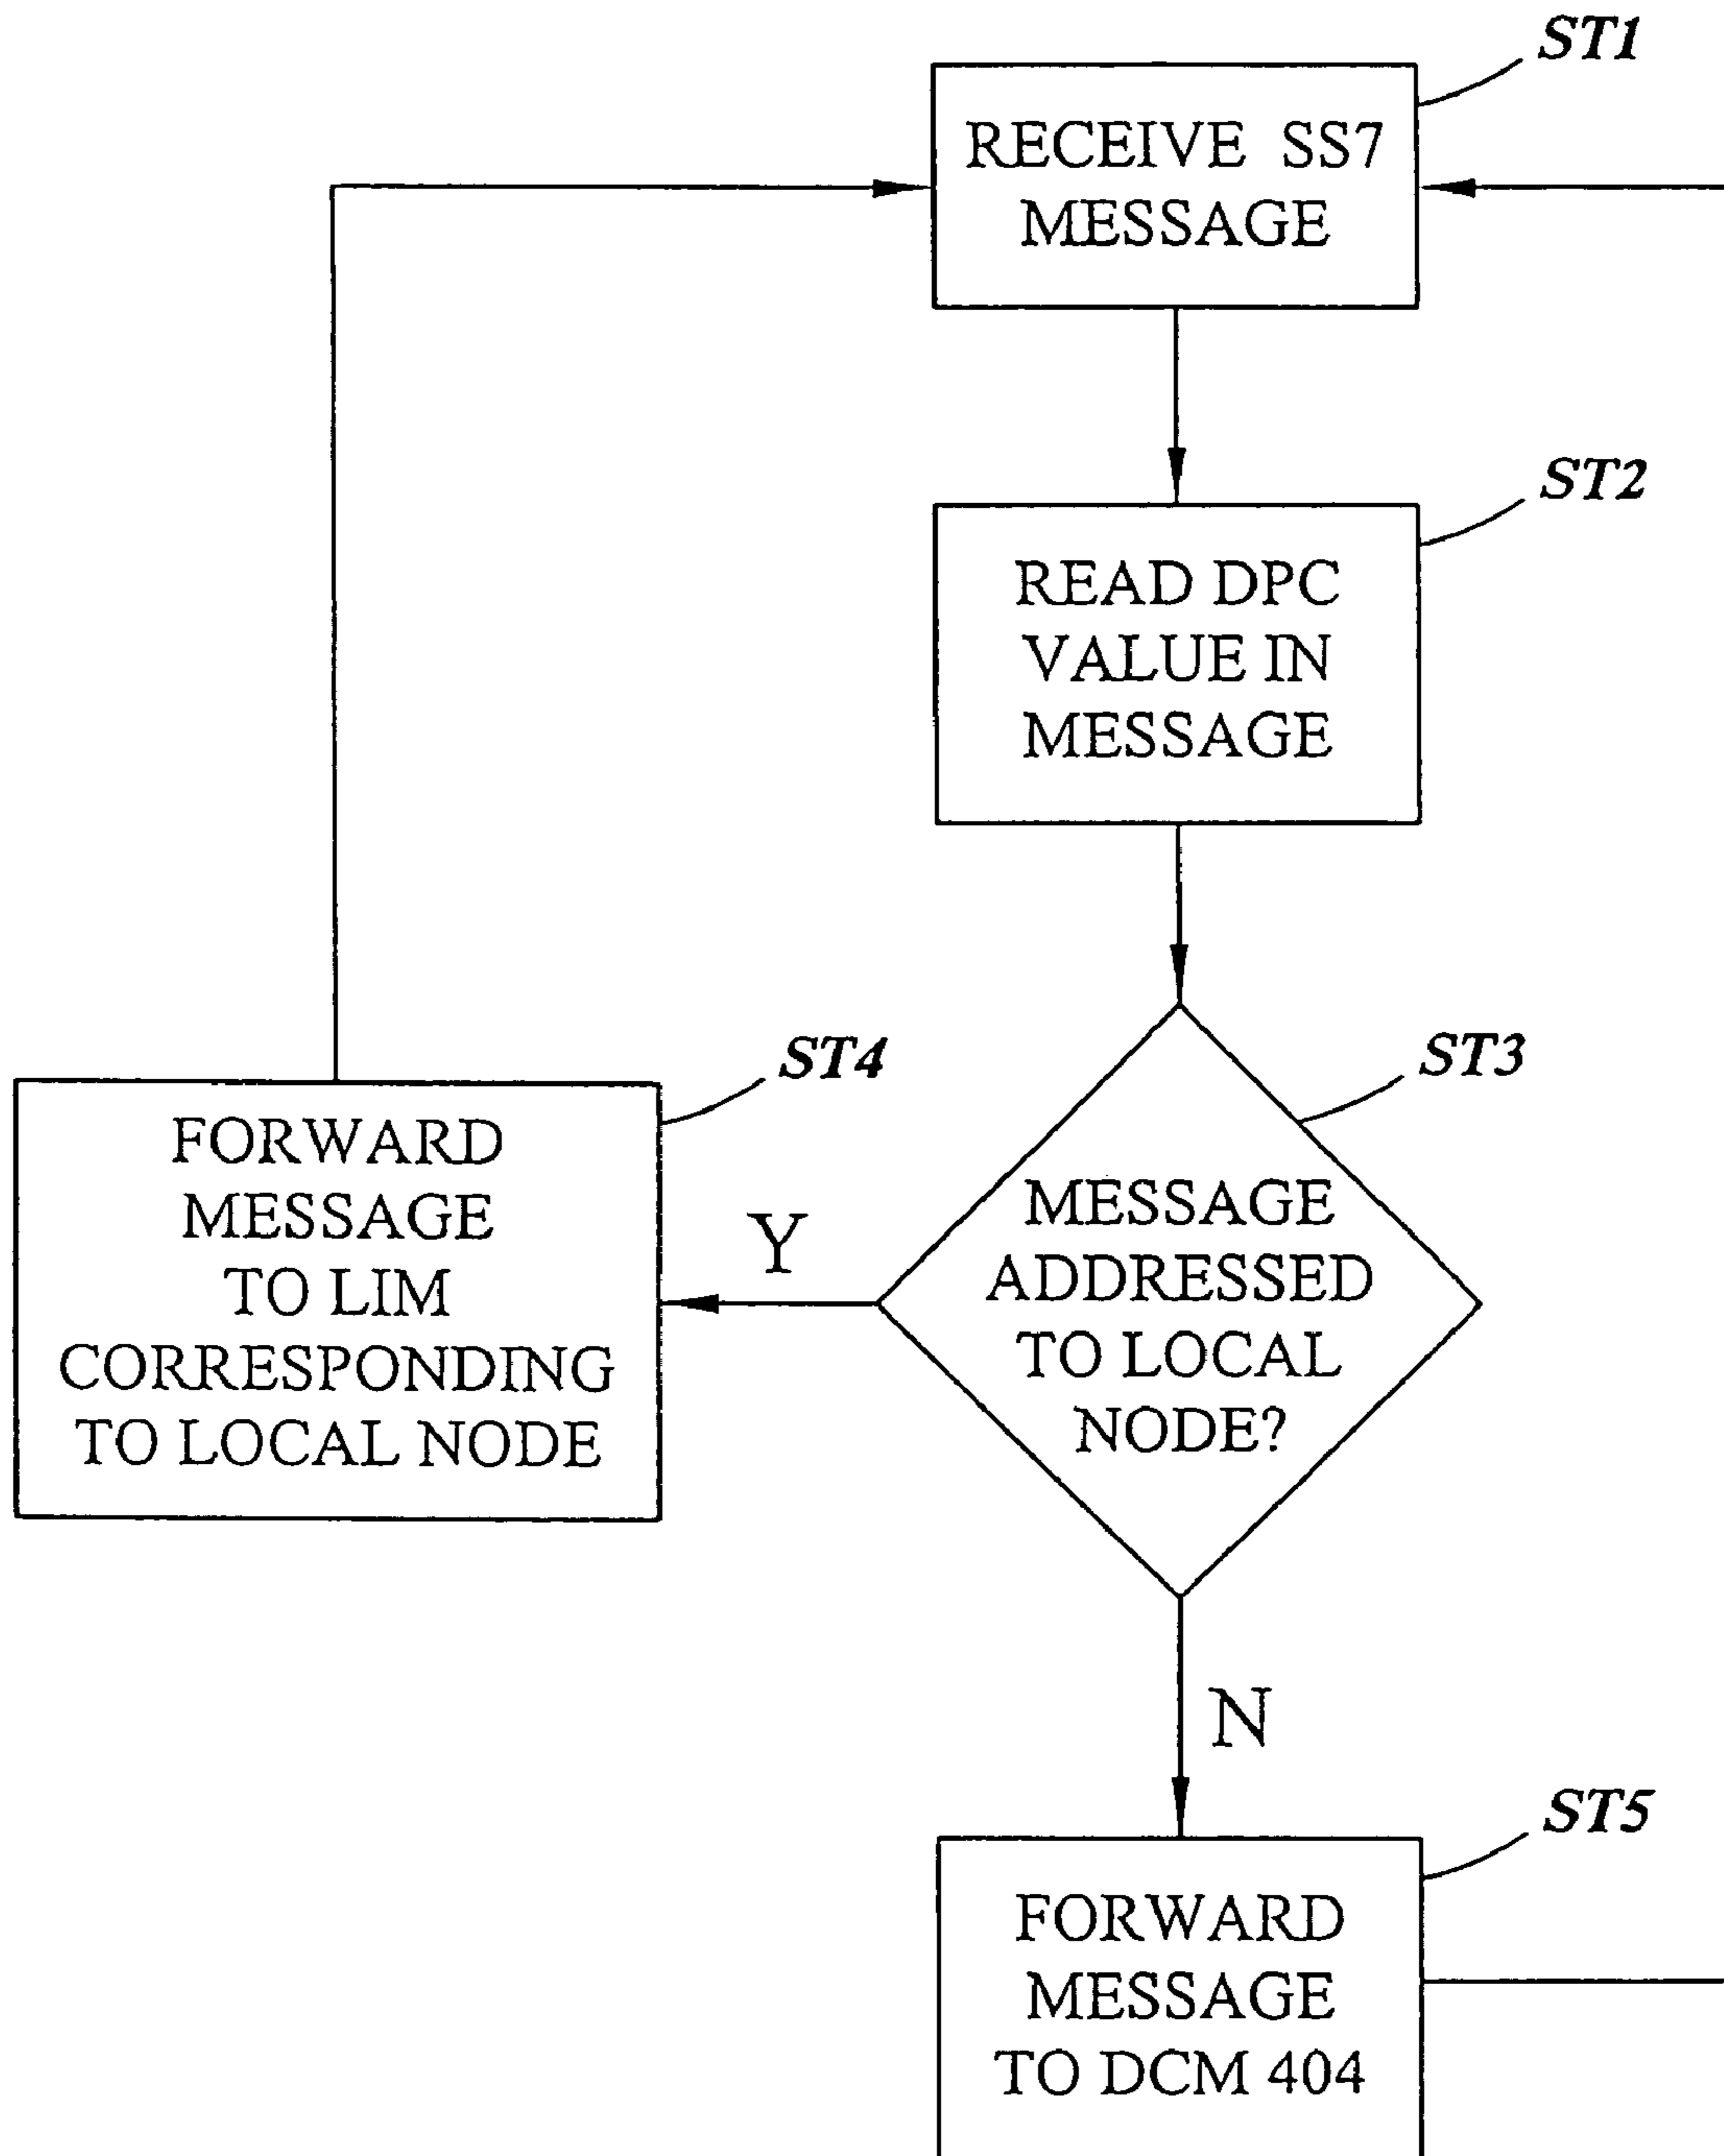 ST1
RECEIVE SS7
MESSAGE
ST2
READ DPC
VALUE IN
MESSAGE
ST3
MESSAGE
ADDRESSED
TO LOCAL
NODE?
Y
ST4
FORWARD
MESSAGE
TO LIM
CORRESPONDING
TO LOCAL NODE
N
ST5
FORWARD
MESSAGE
TO DCM 404